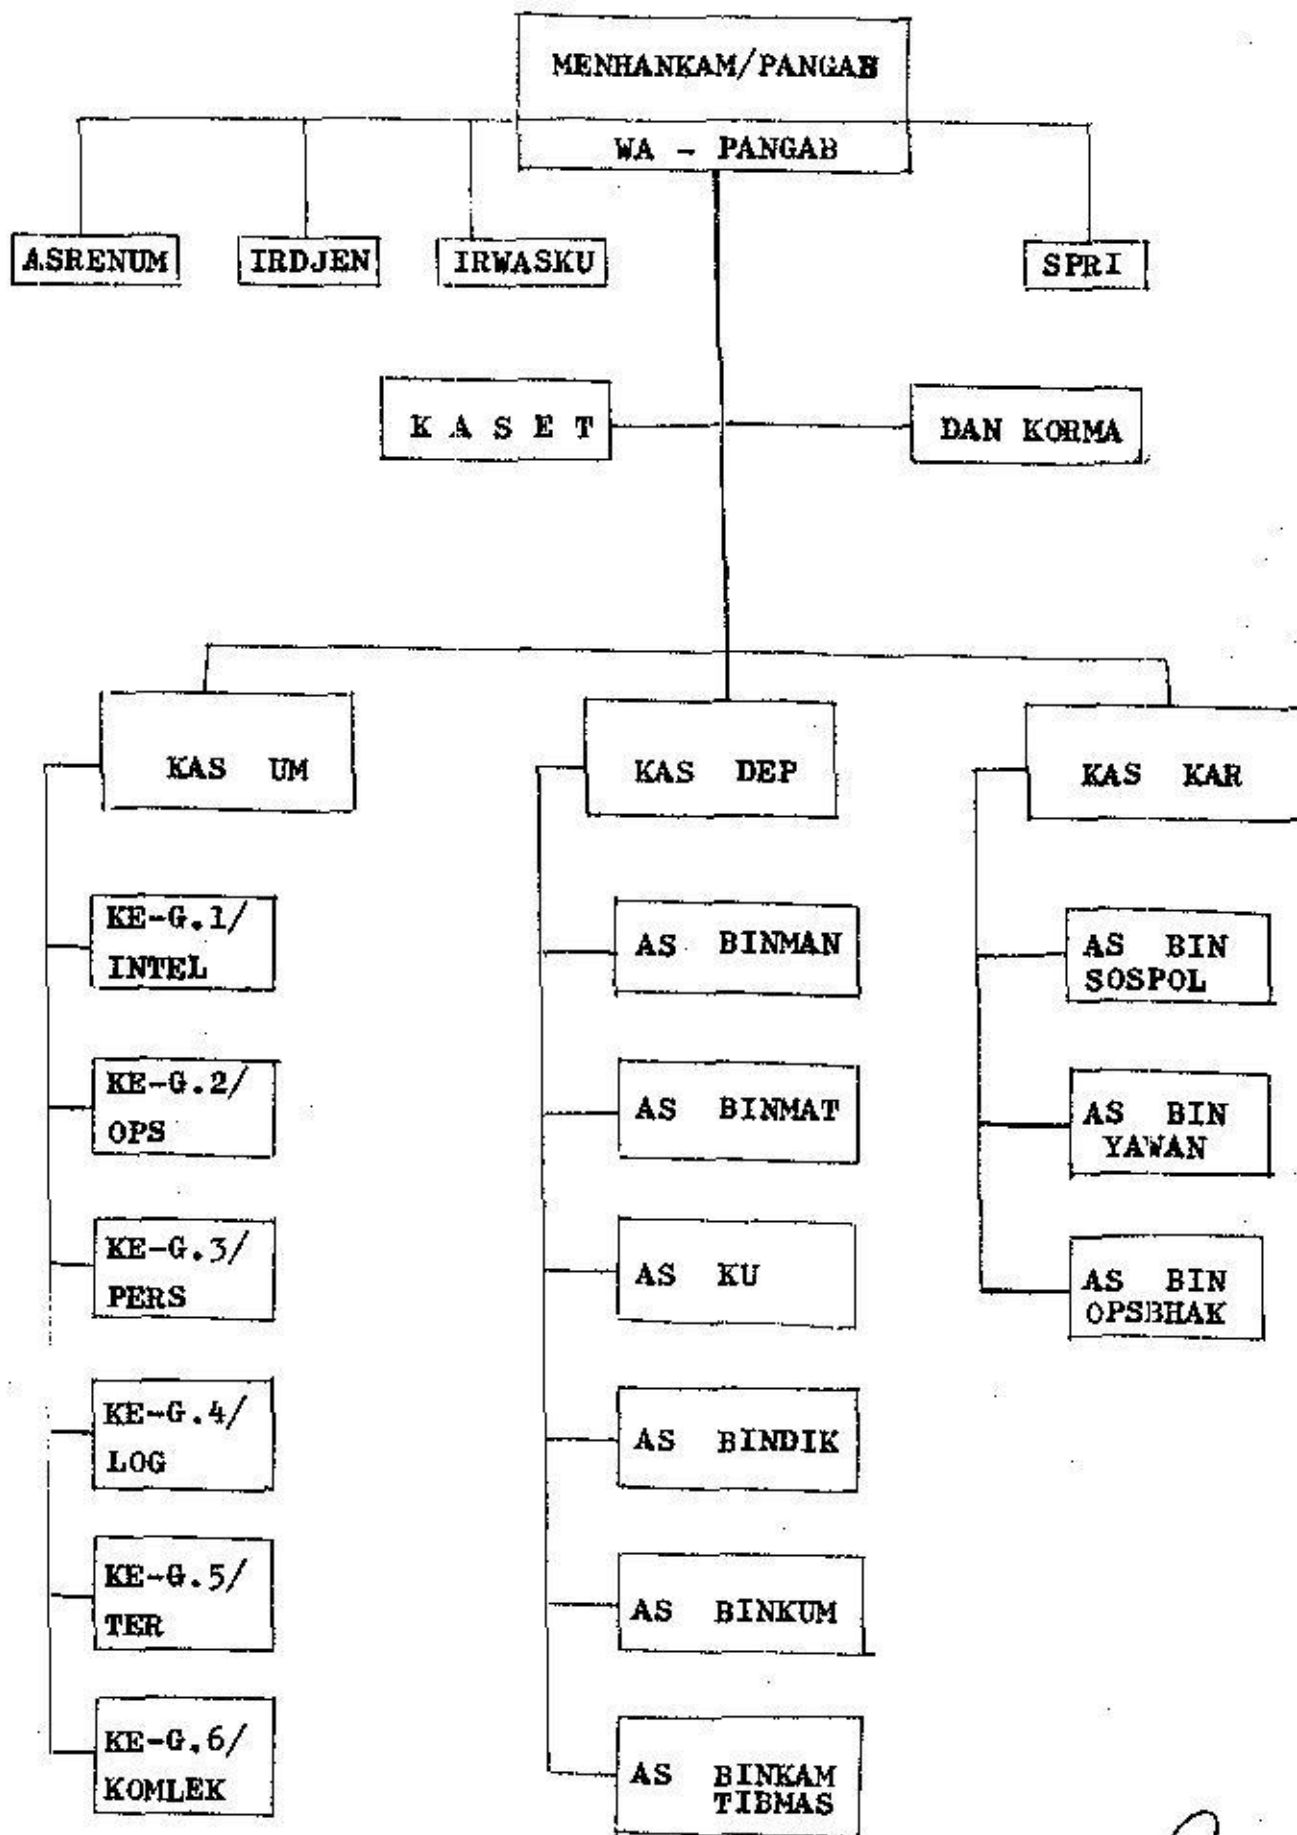 MENHANKAM/PANGAB
WA - PANGAB
ASRENUM
IRDJEN
IRWASKU
SPRI
K A S E T
DAN KORMA
KAS UM
KAS DEP
KAS KAR
KE-G.1/
INTEL
KE-G.2/
OPS
KE-G.3/
PERS
KE-G.4/
LOG
KE-G.5/
TER
KE-G.6/
KOMLEK
AS BINMAN
AS BINMAT
AS KU
AS BINDIK
AS BINKUM
AS BINKAM
TIBMAS
AS BIN
SOSPOL
AS BIN
YAWAN
AS BIN
OPSBHAK